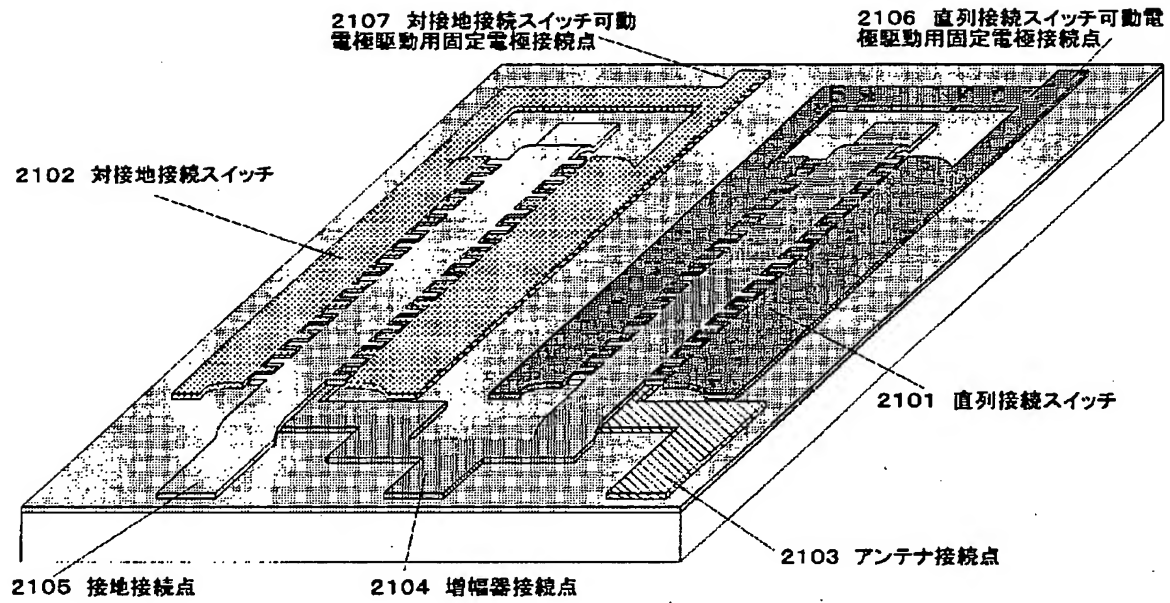 2107 対接地接続スイッチ可動
電極駆動用固定電極接続点
2106 直列接続スイッチ可動電
極駆動用固定電極接続点
2102 対接地接続スイッチ
2101 直列接続スイッチ
2103 アンテナ接続点
2105 接地接続点
2104 増幅器接続点